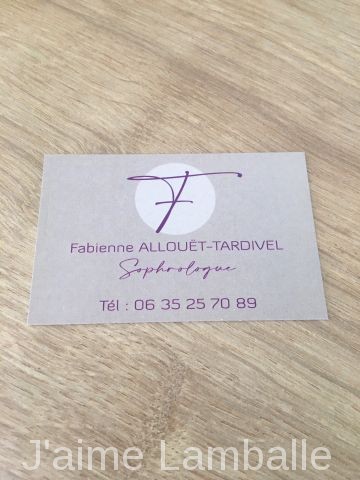 F
Fabienne ALLOUËT-TARDIVEL
Sophrologue
Tél : 06 35 25 70 89
J'aime Lamballe